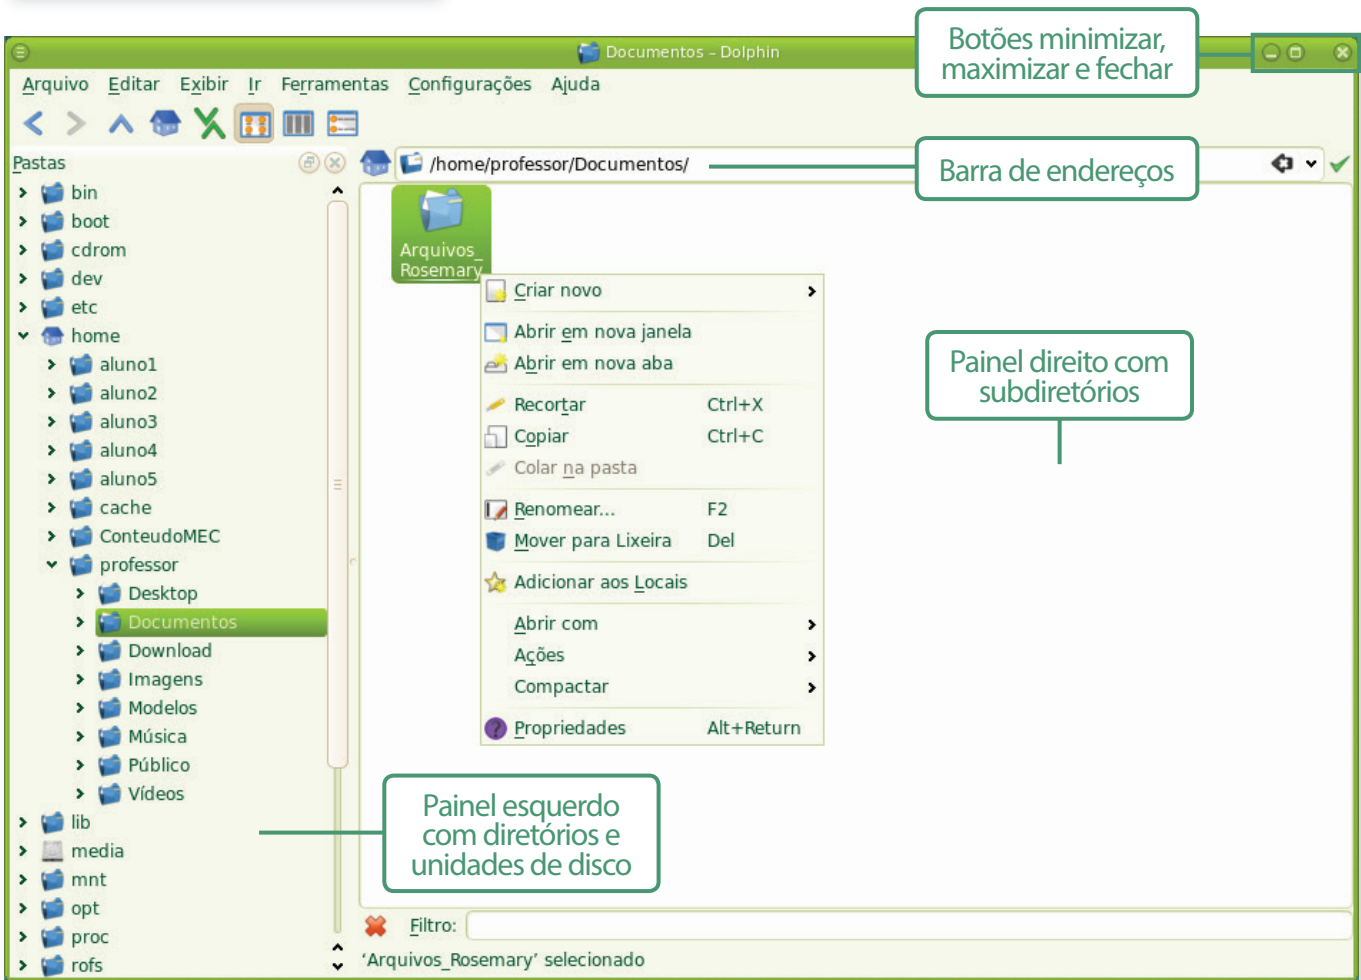 Documentos – Dolphin
Botões minimizar,
maximizar e fechar
Arquivo Editar Exibir Ir Ferramentas Configurações Ajuda
Pastas
/home/professor/Documentos/
Barra de endereços
bin
boot
cdrom
dev
etc
home
aluno1
aluno2
aluno3
aluno4
aluno5
cache
ConteudoMEC
professor
Desktop
Documentos
Download
Imagens
Modelos
Música
Público
Vídeos
lib
media
mnt
opt
proc
rofs
Arquivos_
Rosemary
Criar novo
Abrir em nova janela
Abrir em nova aba
Recortar Ctrl+X
Copiar Ctrl+C
Colar na pasta
Renomear... F2
Mover para Lixeira Del
Adicionar aos Locais
Abrir com
Ações
Compactar
Propriedades Alt+Return
Painel direito com
subdiretórios
Painel esquerdo
com diretórios e
unidades de disco
Filtro:
'Arquivos_Rosemary' selecionado